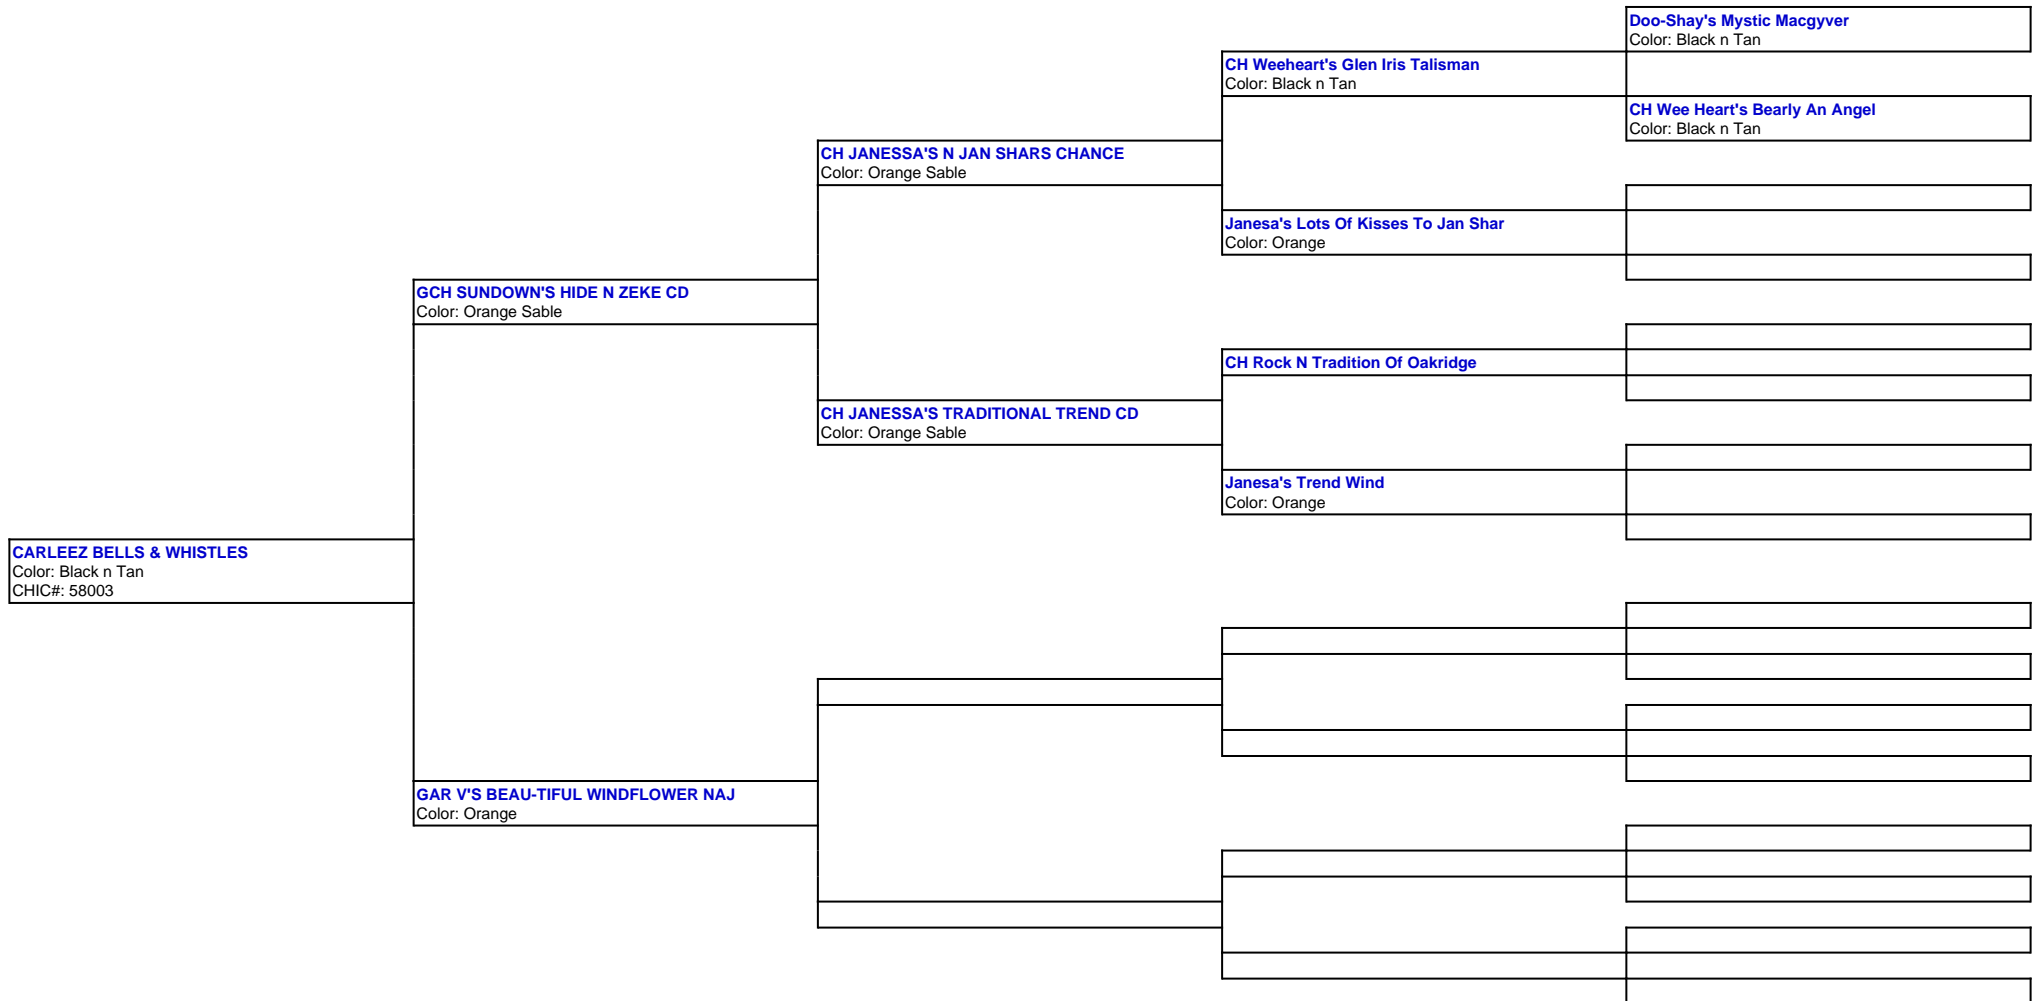 Doo-Shay's Mystic Macgyver
Color: Black n Tan
CH Weeheart's Glen Iris Talisman
Color: Black n Tan
CH Wee Heart's Bearly An Angel
Color: Black n Tan
CH JANESSA'S N JAN SHARS CHANCE
Color: Orange Sable
Janesa's Lots Of Kisses To Jan Shar
Color: Orange
GCH SUNDOWN'S HIDE N ZEKE CD
Color: Orange Sable
CH Rock N Tradition Of Oakridge
CH JANESSA'S TRADITIONAL TREND CD
Color: Orange Sable
Janesa's Trend Wind
Color: Orange
CARLEEZ BELLS & WHISTLES
Color: Black n Tan
CHIC#: 58003
GAR V'S BEAU-TIFUL WINDFLOWER NAJ
Color: Orange